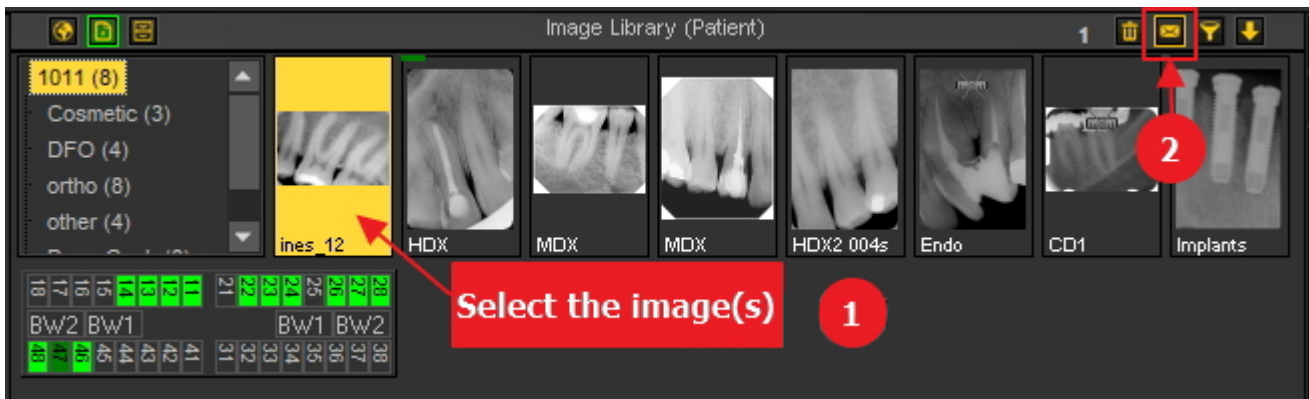 Image Library (Patient)
1
1011 (8)
Cosmetic (3)
DFO (4)
ortho (8)
other (4)
ines_12
HDX
MDX
MDX
HDX2 004s
Endo
CD1
Implants
2
Select the image(s)
1
18 17 16 15 14 13 12 11 21 22 23 24 25 26 27 28
BW2 BW1 BW1 BW2
48 47 46 45 44 43 42 41 31 32 33 34 35 36 37 38